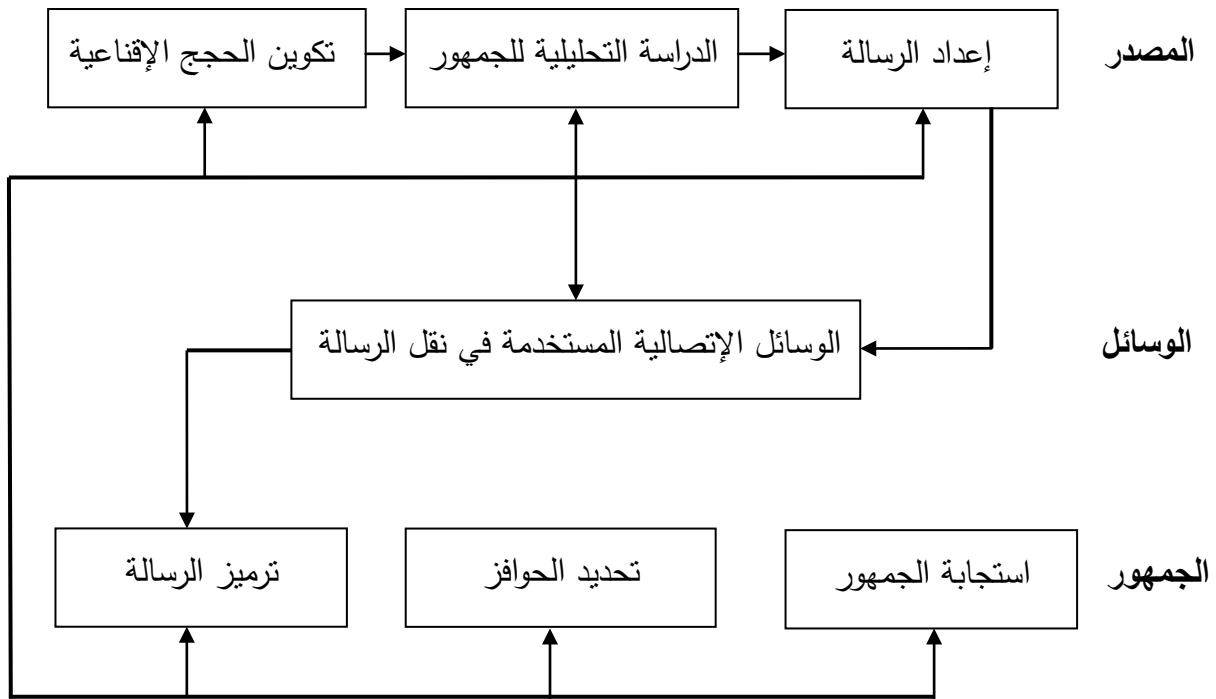 المصدر
إعداد الرسالة
الدراسة التحليلية للجمهور
تكوين الحجج الإقناعية
الوسائل
الوسائل الإتصالية المستخدمة في نقل الرسالة
الجمهور
استجابة الجمهور
تحديد الحوافز
ترميز الرسالة